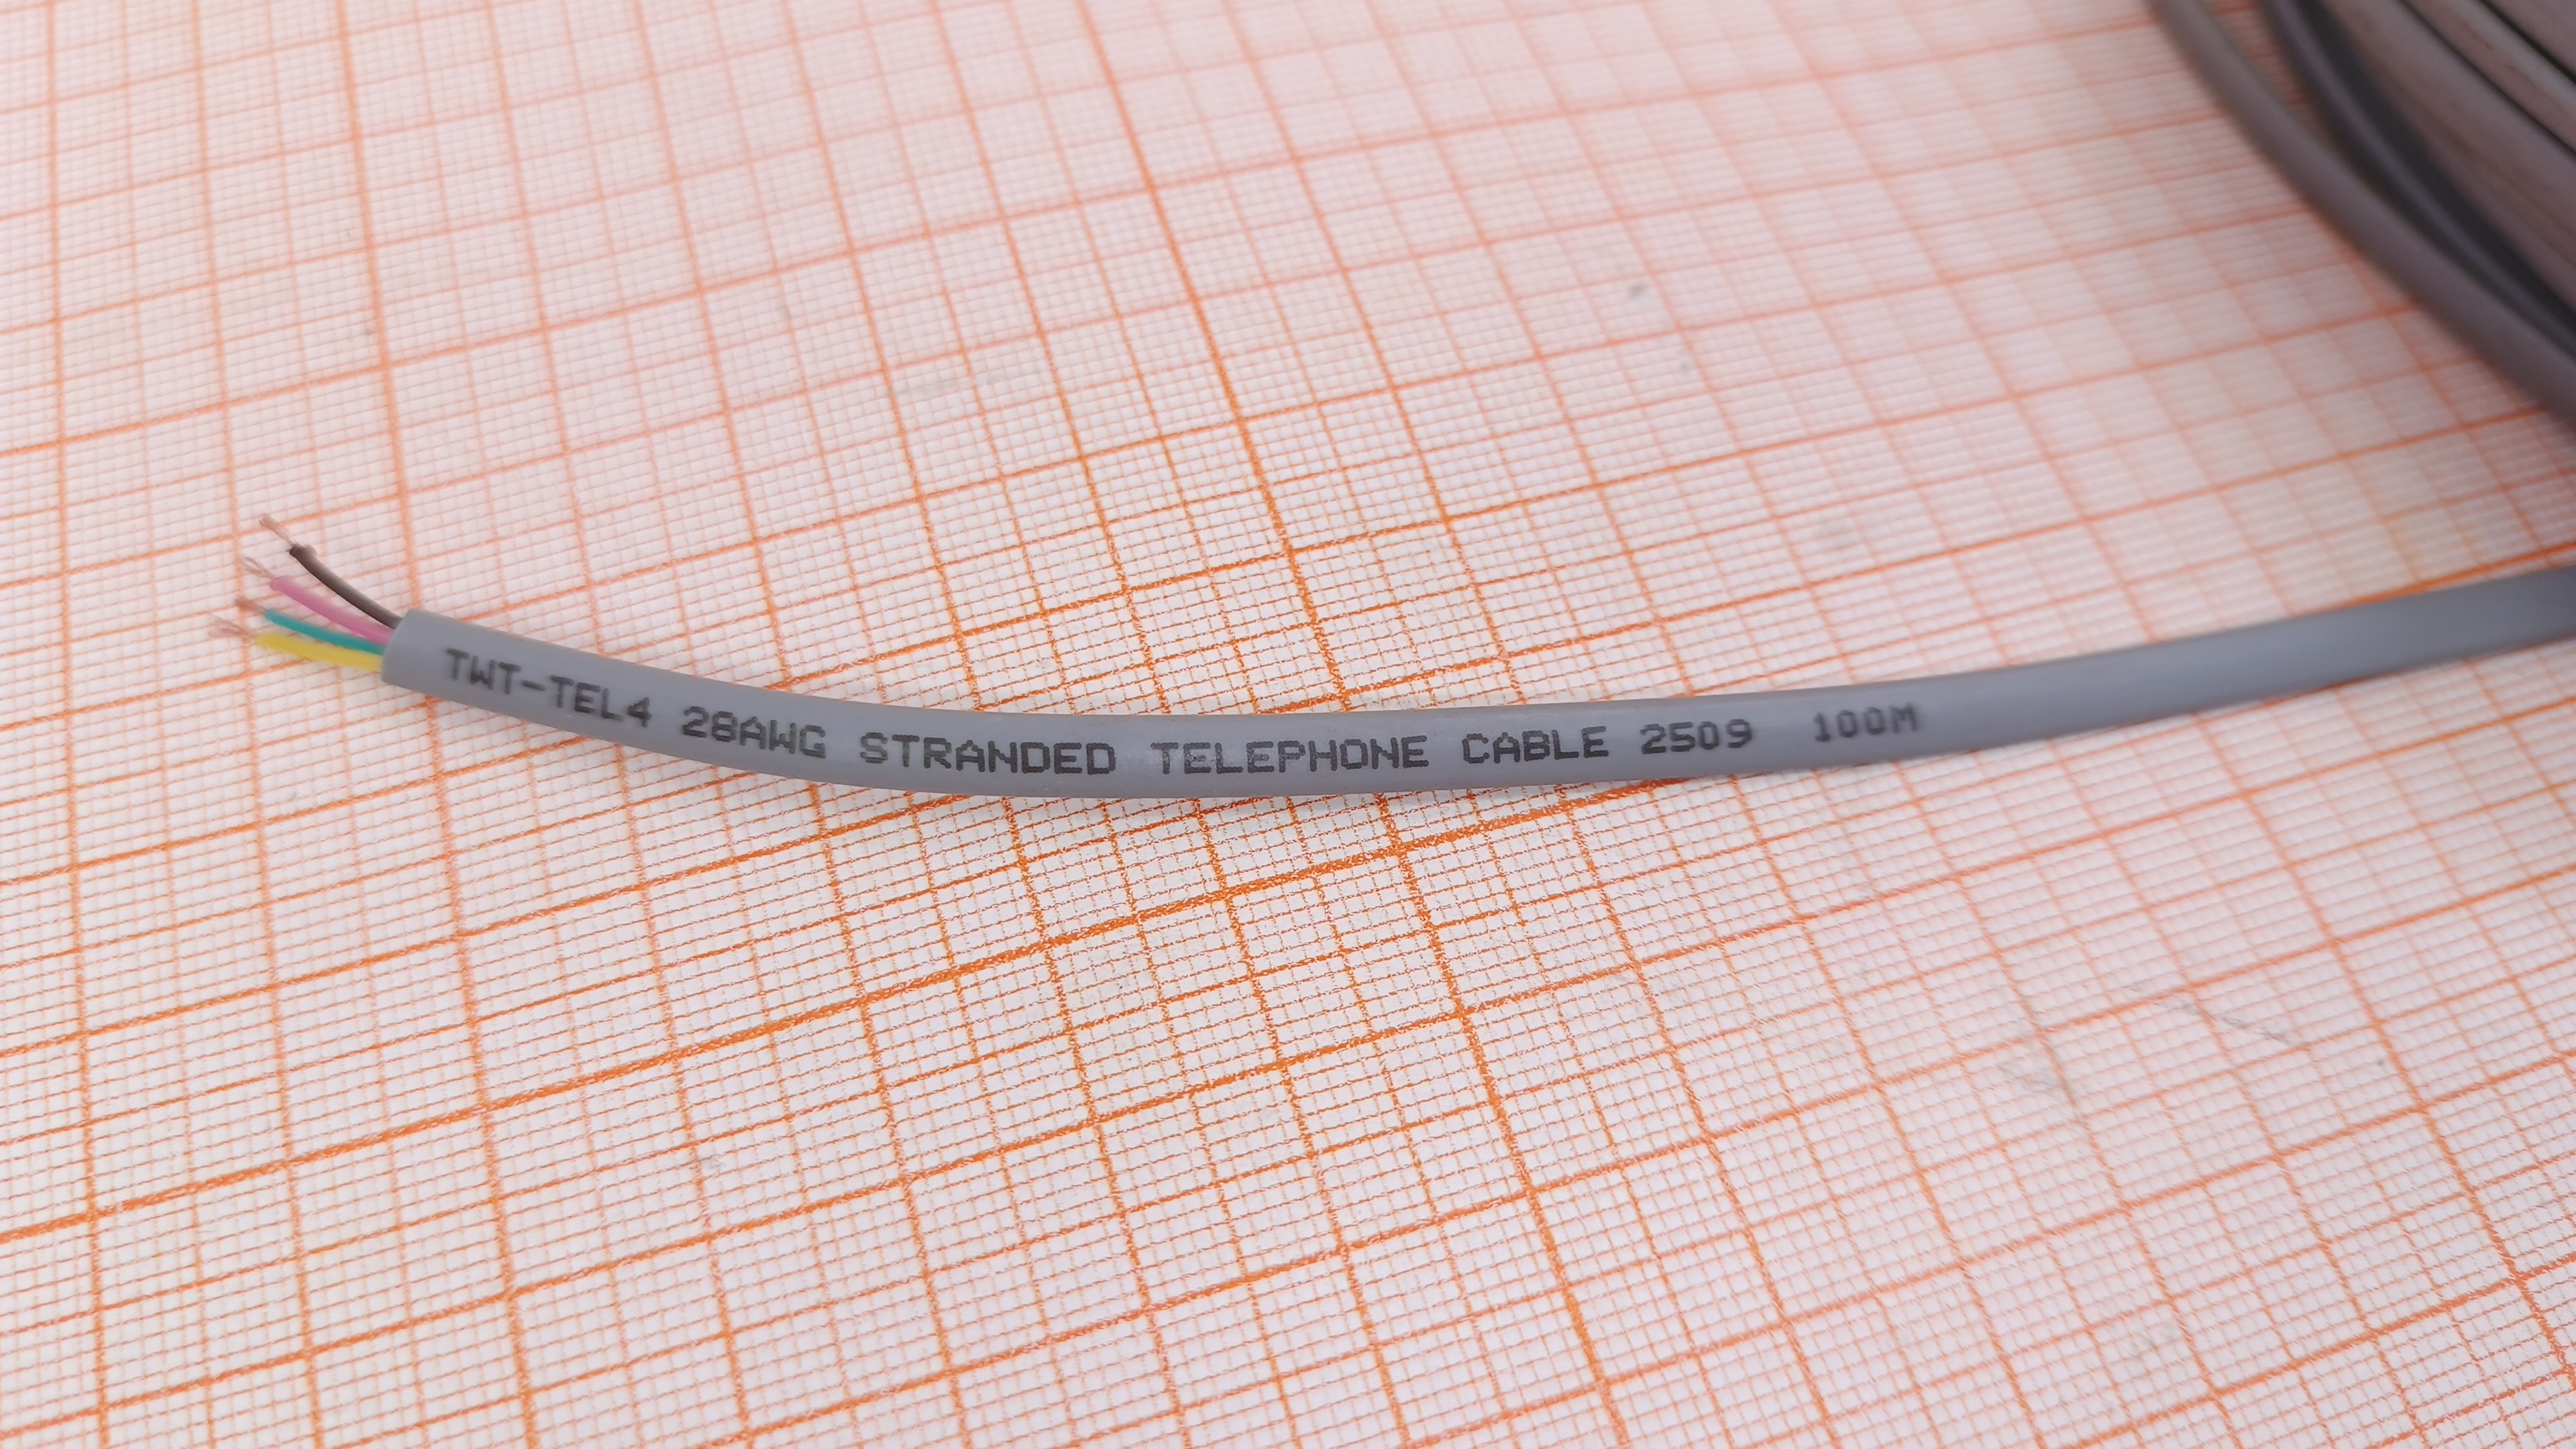 TWT-TEL4 28AWG STRANDED TELEPHONE CABLE 2509 100M